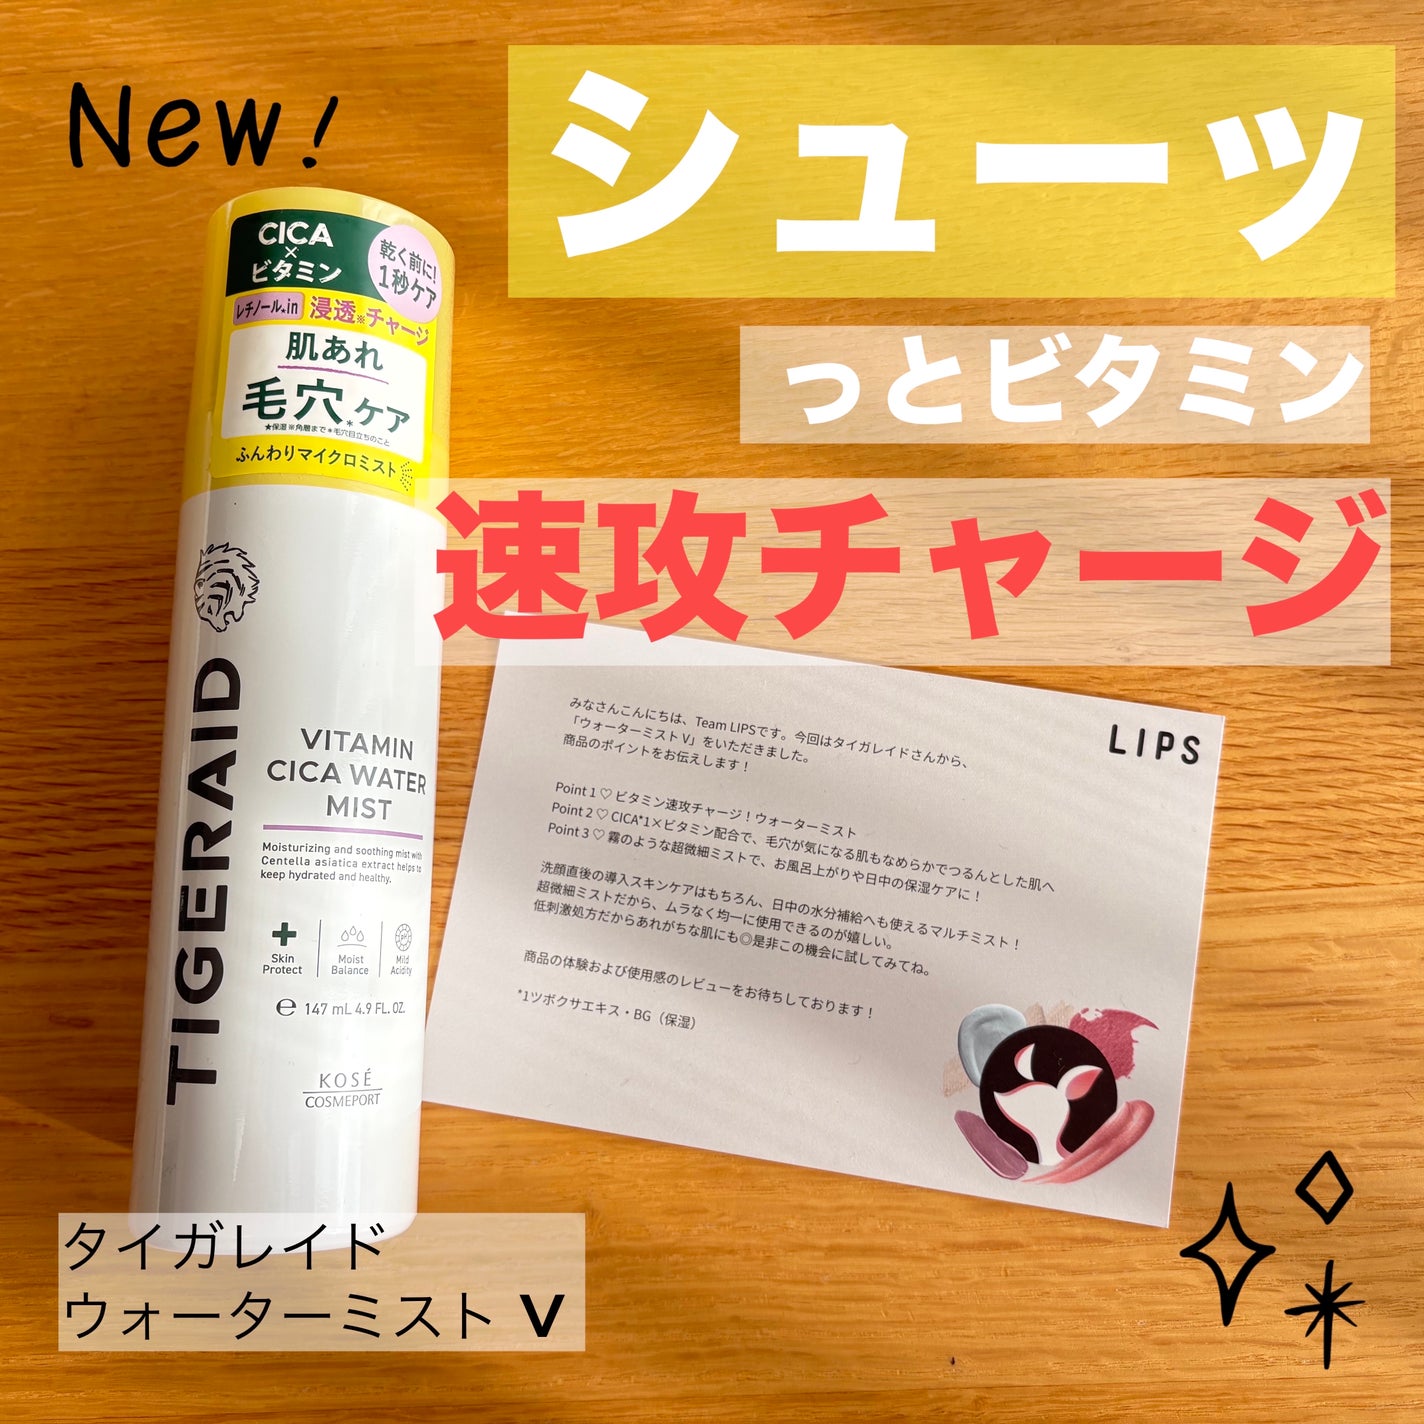 New!
シューッ
っとビタミン
速攻チャージ
CICA
×
ビタミン
乾く前に!
1秒ケア
レチノール★in 浸透※チャージ
肌あれ
毛穴*ケア
★保湿 ※角層まで *毛穴目立ちのこと
ふんわりマイクロミスト
TIGERAID
VITAMIN
CICA WATER
MIST
Moisturizing and soothing mist with
Centella asiatica extract helps to
keep hydrated and healthy.
Skin
Protect
Moist
Balance
pH
Mild
Acidity
℮ 147 mL 4.9 FL. OZ.
KOSÉ
COSMEPORT
LIPS
みなさんこんにちは、Team LIPSです。今回はタイガレイドさんから、
「ウォーターミスト V」をいただきました。
商品のポイントをお伝えします！
Point 1 ♡ ビタミン速攻チャージ！ウォーターミスト
Point 2 ♡ CICA*1×ビタミン配合で、毛穴が気になる肌もなめらかでつるんとした肌へ
Point 3 ♡ 霧のような超微細ミストで、お風呂上がりや日中の保湿ケアに！
洗顔直後の導入スキンケアはもちろん、日中の水分補給へも使えるマルチミスト！
超微細ミストだから、ムラなく均一に使用できるのが嬉しい。
低刺激処方だからあれがちな肌にも◎是非この機会に試してみてね。
商品の体験および使用感のレビューをお待ちしております！
*1ツボクサエキス・BG（保湿）
タイガレイド
ウォーターミスト V